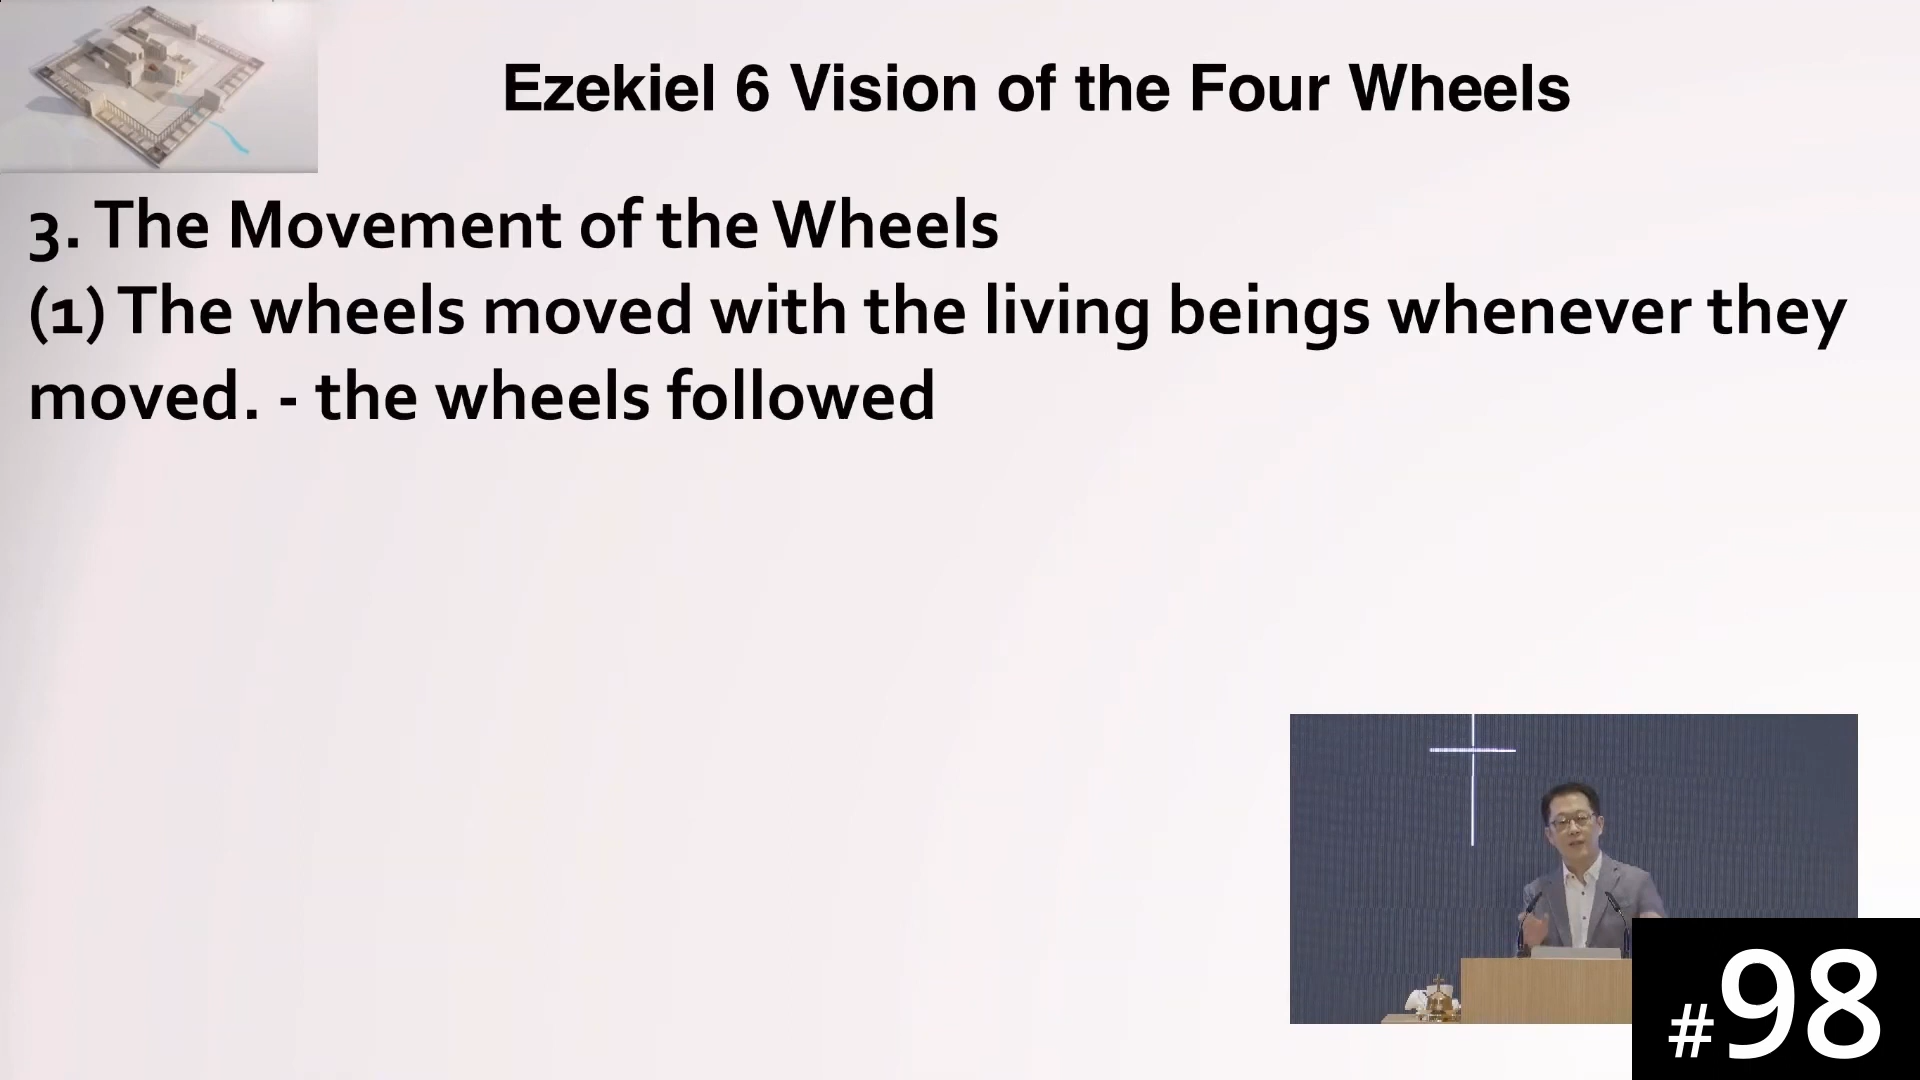 Ezekiel 6 Vision of the Four Wheels
3. The Movement of the Wheels
(1) The wheels moved with the living beings whenever they
moved. - the wheels followed
#98